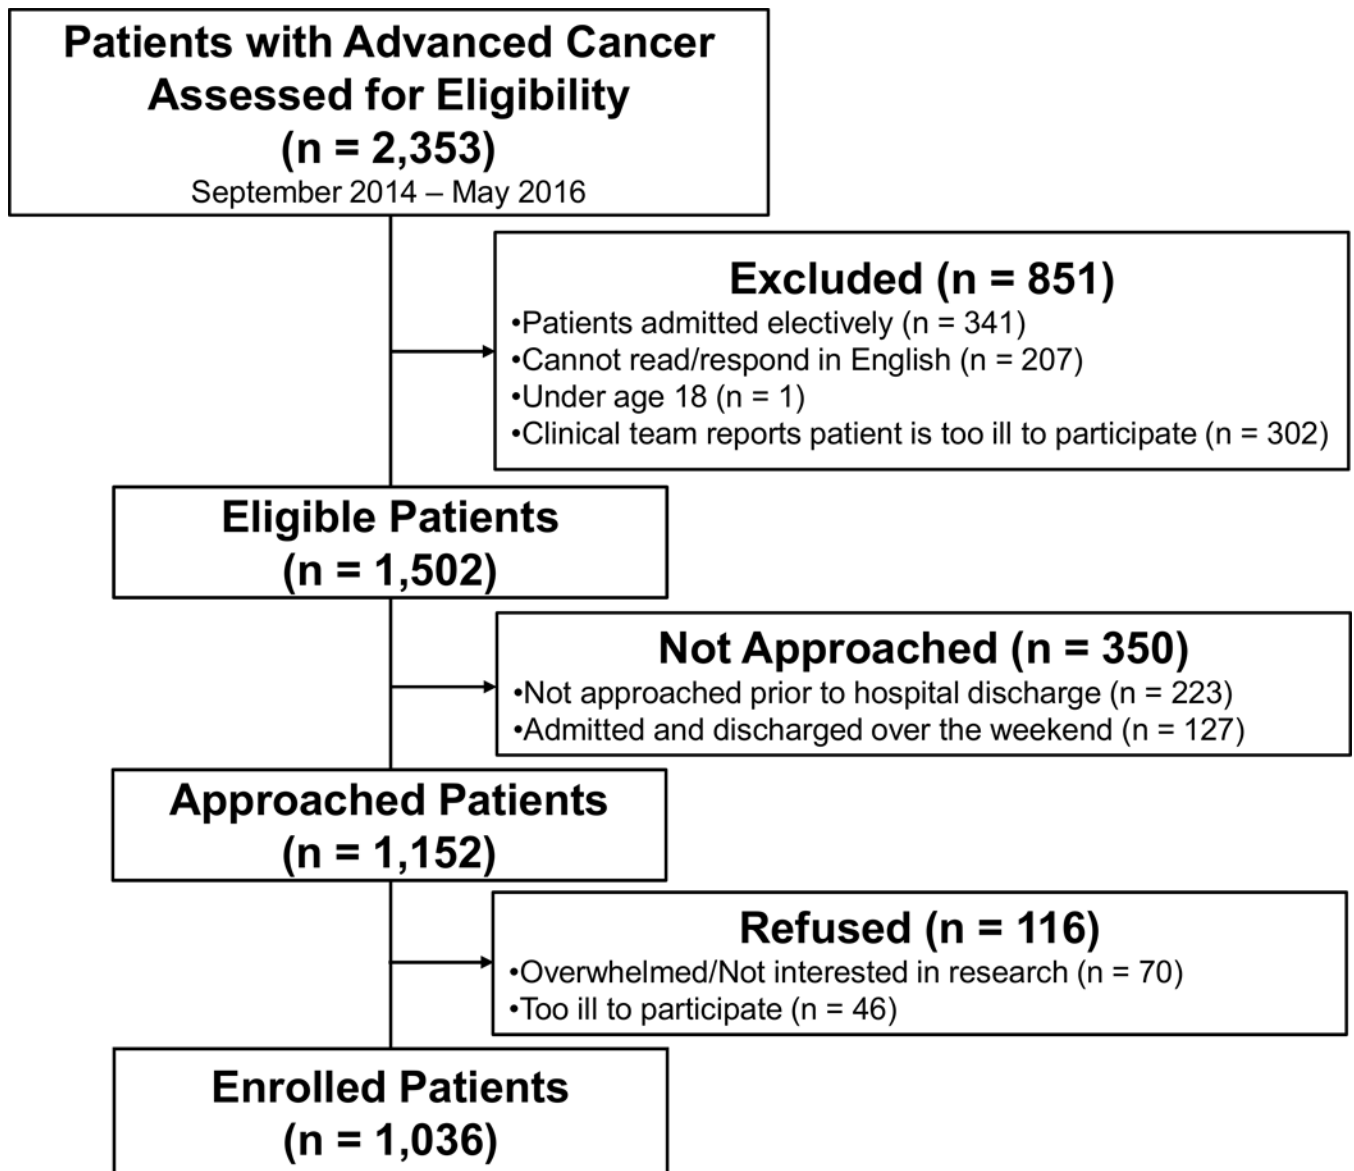 Patients with Advanced Cancer
Assessed for Eligibility
(n = 2,353)
September 2014 – May 2016
Excluded (n = 851)
•Patients admitted electively (n = 341)
•Cannot read/respond in English (n = 207)
•Under age 18 (n = 1)
•Clinical team reports patient is too ill to participate (n = 302)
Eligible Patients
(n = 1,502)
Not Approached (n = 350)
•Not approached prior to hospital discharge (n = 223)
•Admitted and discharged over the weekend (n = 127)
Approached Patients
(n = 1,152)
Refused (n = 116)
•Overwhelmed/Not interested in research (n = 70)
•Too ill to participate (n = 46)
Enrolled Patients
(n = 1,036)